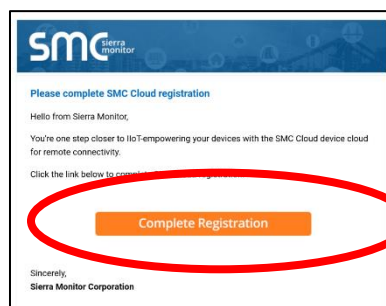 smc sierra
monitor
Please complete SMC Cloud registration
Hello from Sierra Monitor,
You're one step closer to IIoT-empowering your devices with the SMC Cloud device cloud
for remote connectivity.
Click the link below to
Complete Registration
Sincerely,
Sierra Monitor Corporation